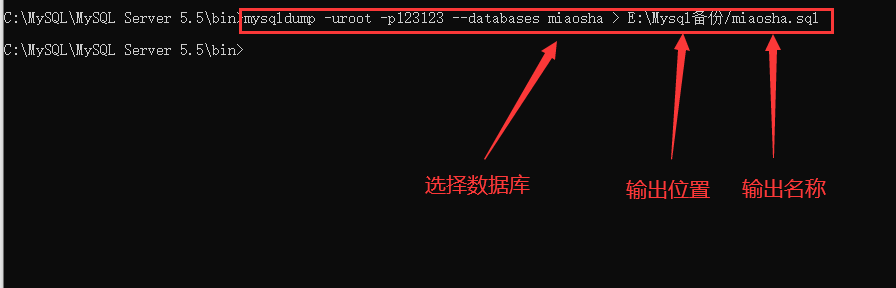 C:\MySQL\MySQL Server 5.5\bin>mysqldump -uroot -p123123 --databases miaosha > E:\Mysql备份/miaosha.sql
C:\MySQL\MySQL Server 5.5\bin>
选择数据库
输出位置
输出名称